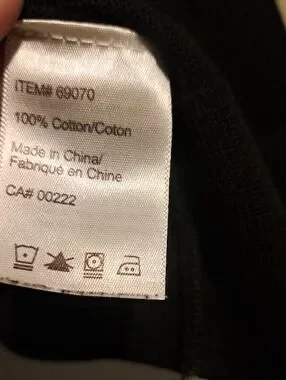 ITEM# 69070
100% Cotton/Coton
Made in China/
Fabriqué en Chine
CA# 00222